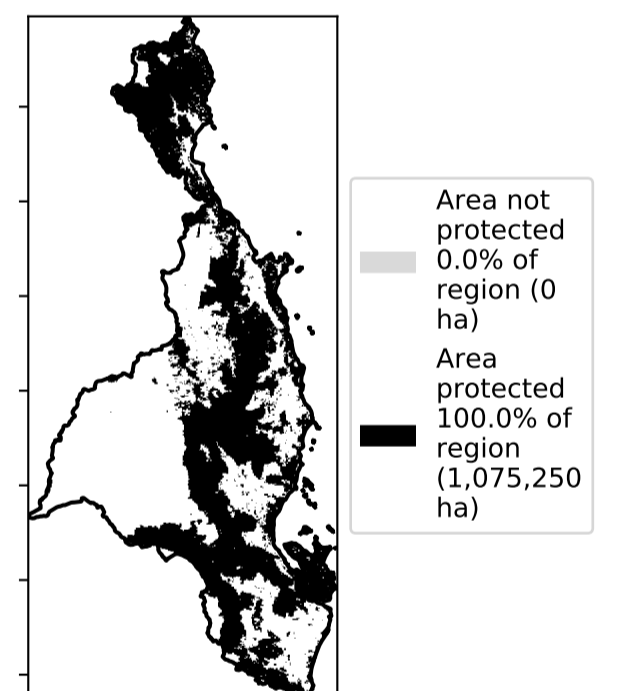 Area not
protected
0.0% of
region (0
ha)
Area
protected
100.0% of
region
(1,075,250
ha)